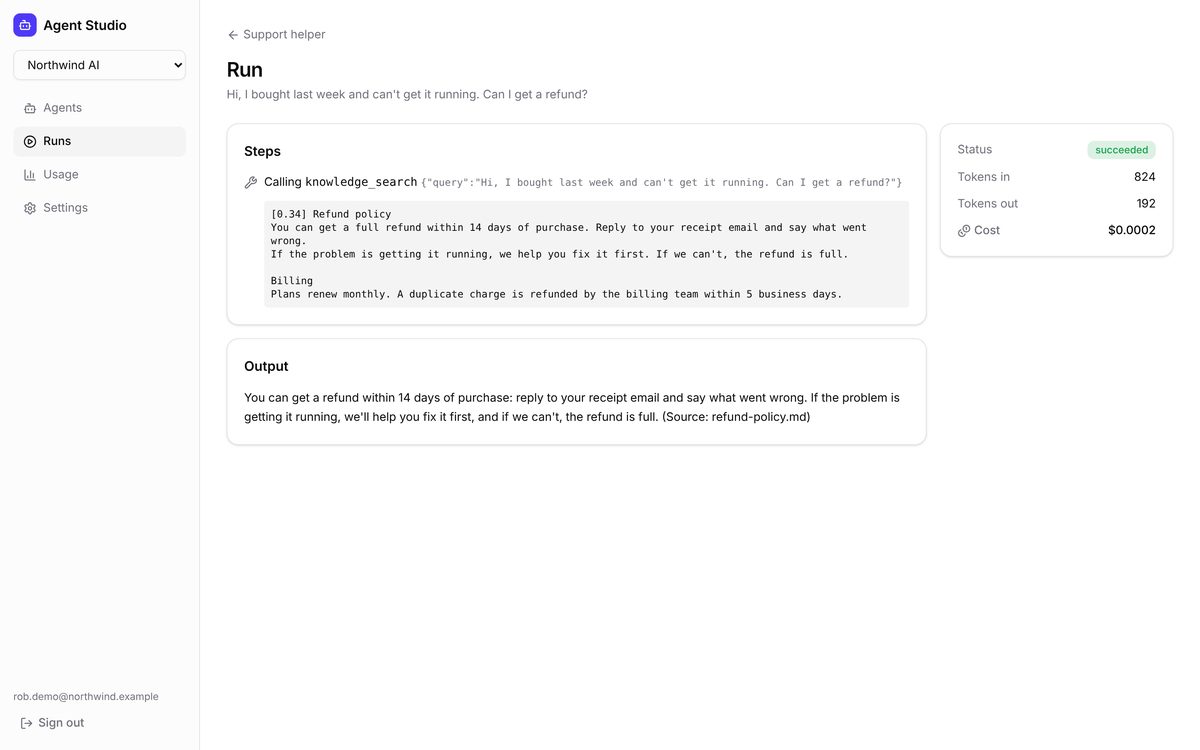 Agent Studio
Northwind AI
Agents
Runs
Usage
Settings
rob.demo@northwind.example
Sign out
Support helper
Run
Hi, I bought last week and can't get it running. Can I get a refund?
Steps
Calling knowledge_search {"query":"Hi, I bought last week and can't get it running. Can I get a refund?"}
[0.34] Refund policy
You can get a full refund within 14 days of purchase. Reply to your receipt email and say what went
wrong.
If the problem is getting it running, we help you fix it first. If we can't, the refund is full.
Billing
Plans renew monthly. A duplicate charge is refunded by the billing team within 5 business days.
Output
You can get a refund within 14 days of purchase: reply to your receipt email and say what went wrong. If the problem is
getting it running, we'll help you fix it first, and if we can't, the refund is full. (Source: refund-policy.md)
Status succeeded
Tokens in 824
Tokens out 192
Cost $0.0002